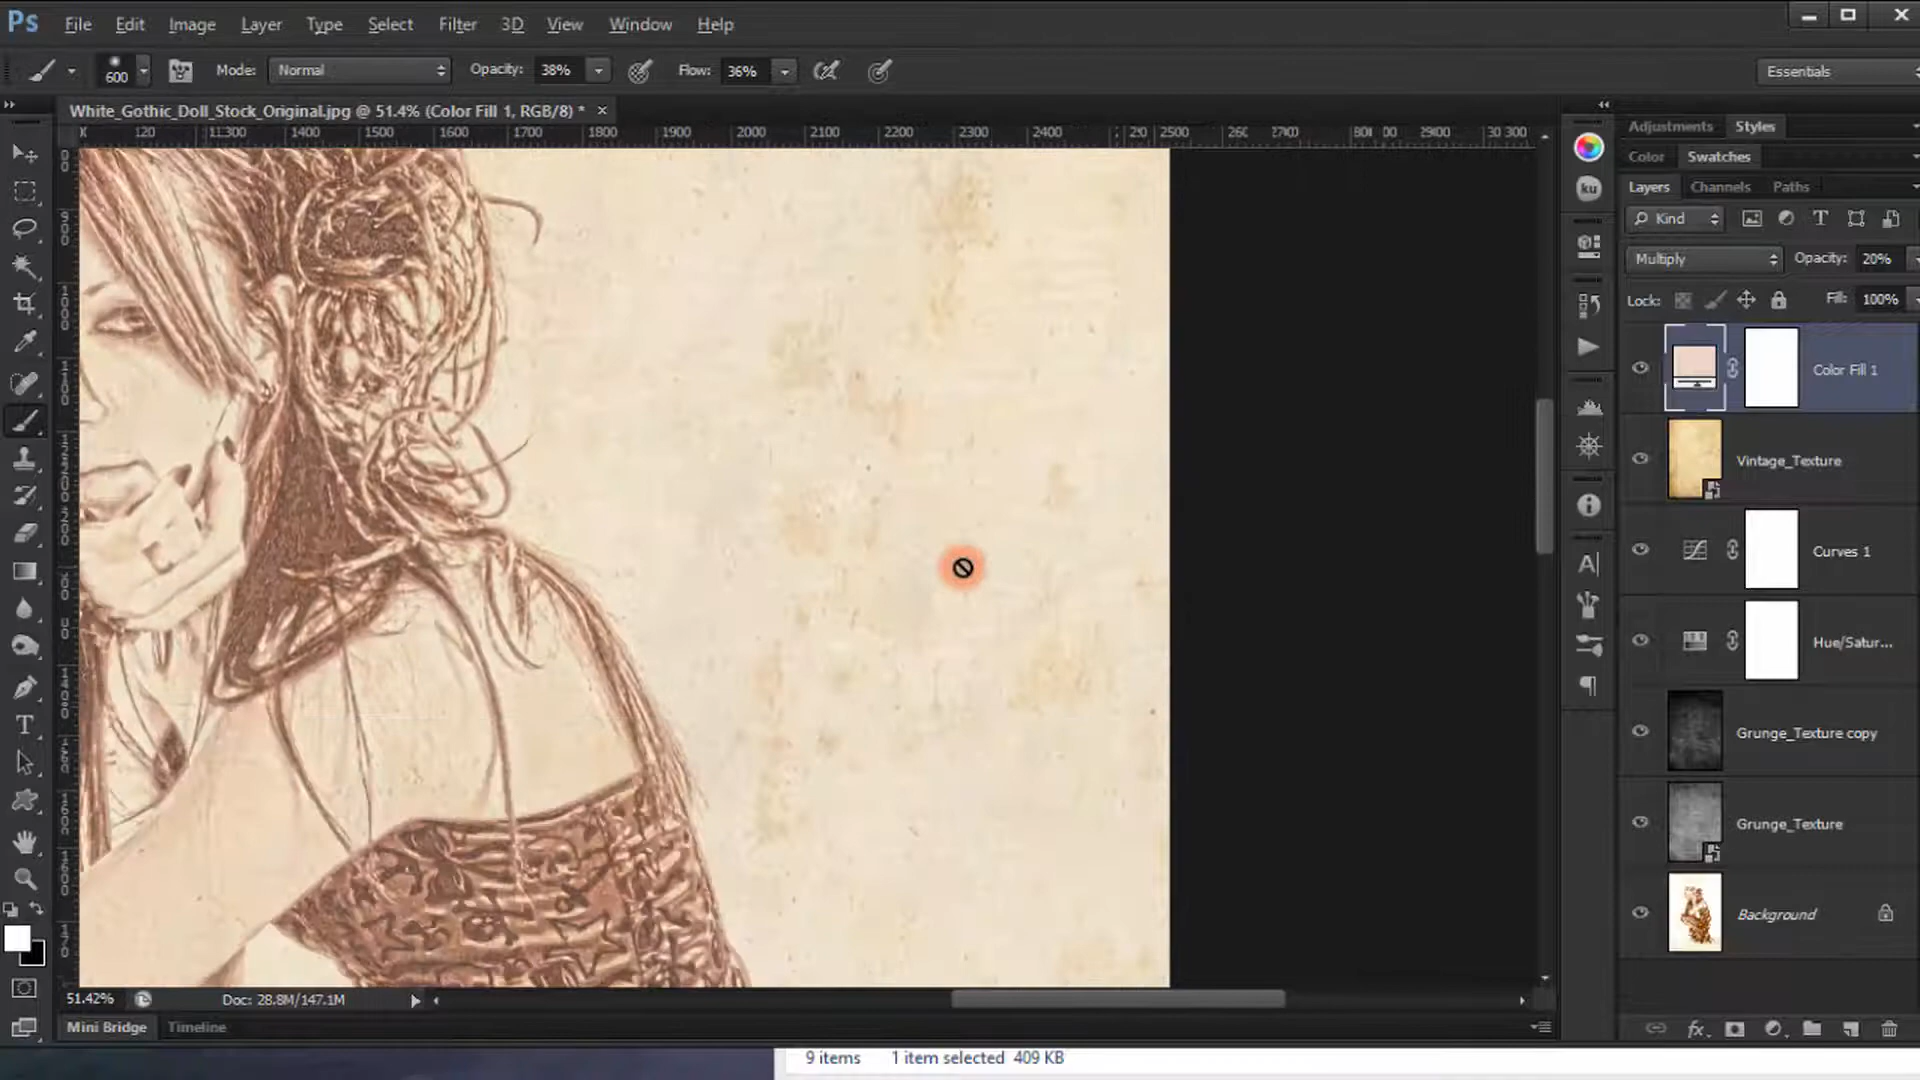 Ps File Edit Image Layer Type Select Filter 3D View Window Help
600 Mode: Normal Opacity: 38% Flow: 36% Essentials
White_Gothic_Doll_Stock_Original.jpg @ 51.4% (Color Fill 1, RGB/8) * ×
1400 1500 1600 1700 1800 1900 2000 2100 2200 2300 2400 2500 2900
Adjustments Styles
Color Swatches
Layers Channels Paths
Kind
Multiply Opacity: 20%
Lock: Fill: 100%
ku
Color Fill 1
Vintage_Texture
Curves 1
Hue/Satur...
Grunge_Texture copy
Grunge_Texture
Background
51.42% Doc: 28.8M/147.1M
Mini Bridge Timeline
fx
9 items 1 item selected 409 KB